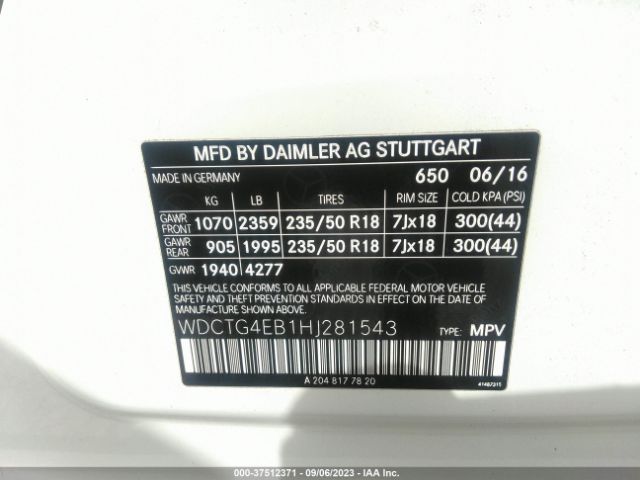 MFD BY DAIMLER AG STUTTGART
MADE IN GERMANY 650 06/16
KG LB TIRES RIM SIZE COLD KPA (PSI)
GAWR FRONT 1070 2359 235/50 R18 7Jx18 300(44)
GAWR REAR 905 1995 235/50 R18 7Jx18 300(44)
GVWR 1940 4277
THIS VEHICLE CONFORMS TO ALL APPLICABLE FEDERAL MOTOR VEHICLE
SAFETY AND THEFT PREVENTION STANDARDS IN EFFECT ON THE DATE
OF MANUFACTURE SHOWN ABOVE.
WDCTG4EB1HJ281543 TYPE: MPV
A 204 817 78 20
41487315
000-37512371 - 09/06/2023 - IAA Inc.